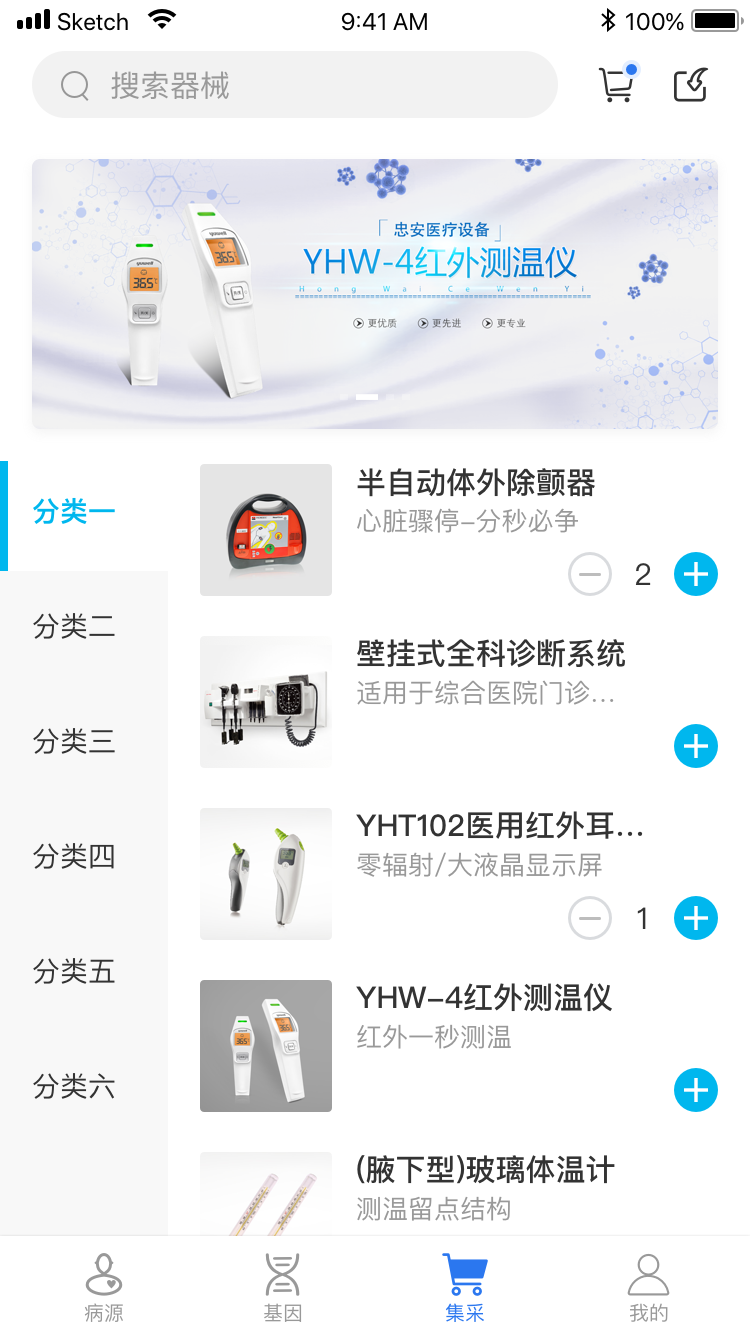 Sketch 9:41 AM 100%
搜索器械
忠安医疗设备
YHW-4红外测温仪
Hong Wai Ce Wen Yi
更优质 更先进 更专业
yuwell
36.5
yuwell
36.5
分类一
分类二
分类三
分类四
分类五
分类六
半自动体外除颤器
心脏骤停-分秒必争
2
壁挂式全科诊断系统
适用于综合医院门诊...
YHT102医用红外耳...
零辐射/大液晶显示屏
1
YHW-4红外测温仪
红外一秒测温
(腋下型)玻璃体温计
测温留点结构
病源 基因 集采 我的